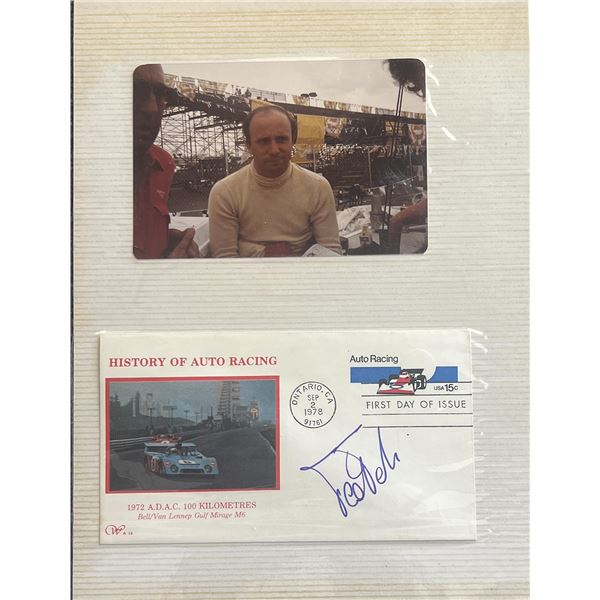 HISTORY OF AUTO RACING
Auto Racing
USA 15c
ONTARIO, CA
SEP
2
1978
91761
FIRST DAY OF ISSUE
1972 A.D.A.C. 100 KILOMETRES
Bell/Van Lennep Gulf Mirage M6